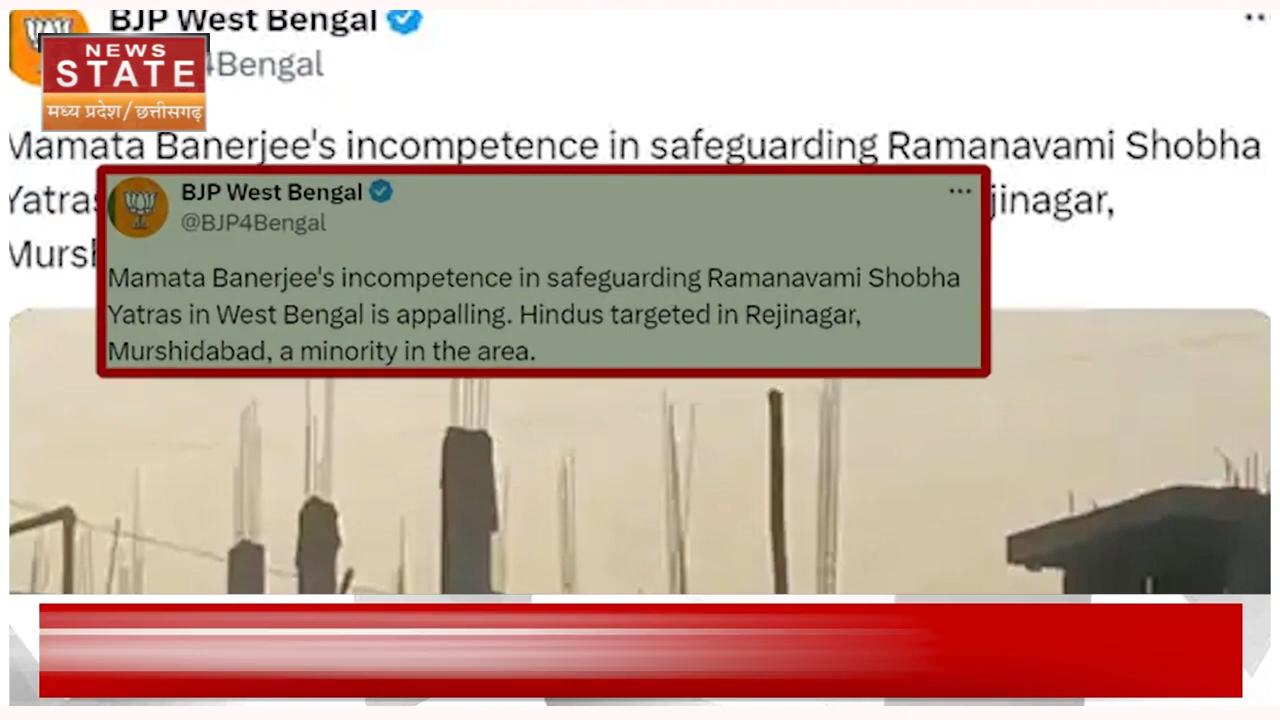 BJP West Bengal
4Bengal
NEWS
STATE
मध्य प्रदेश/छत्तीसगढ़
Mamata Banerjee's incompetence in safeguarding Ramanavami Shobha
Yatras
jinagar,
Mursh
BJP West Bengal
@BJP4Bengal
Mamata Banerjee's incompetence in safeguarding Ramanavami Shobha
Yatras in West Bengal is appalling. Hindus targeted in Rejinagar,
Murshidabad, a minority in the area.